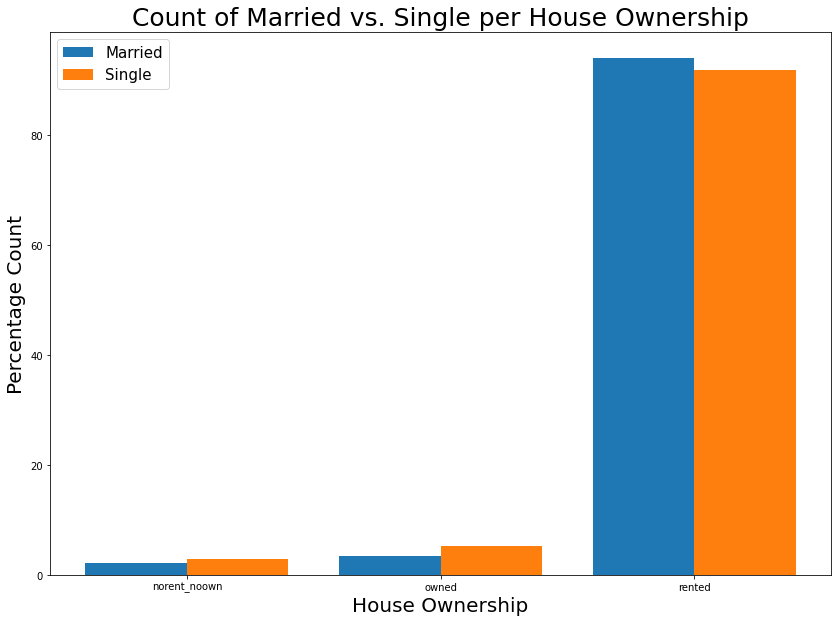 Count of Married vs. Single per House Ownership
Married
Single
Percentage Count
80
60
40
20
0
norent_noown owned rented
House Ownership